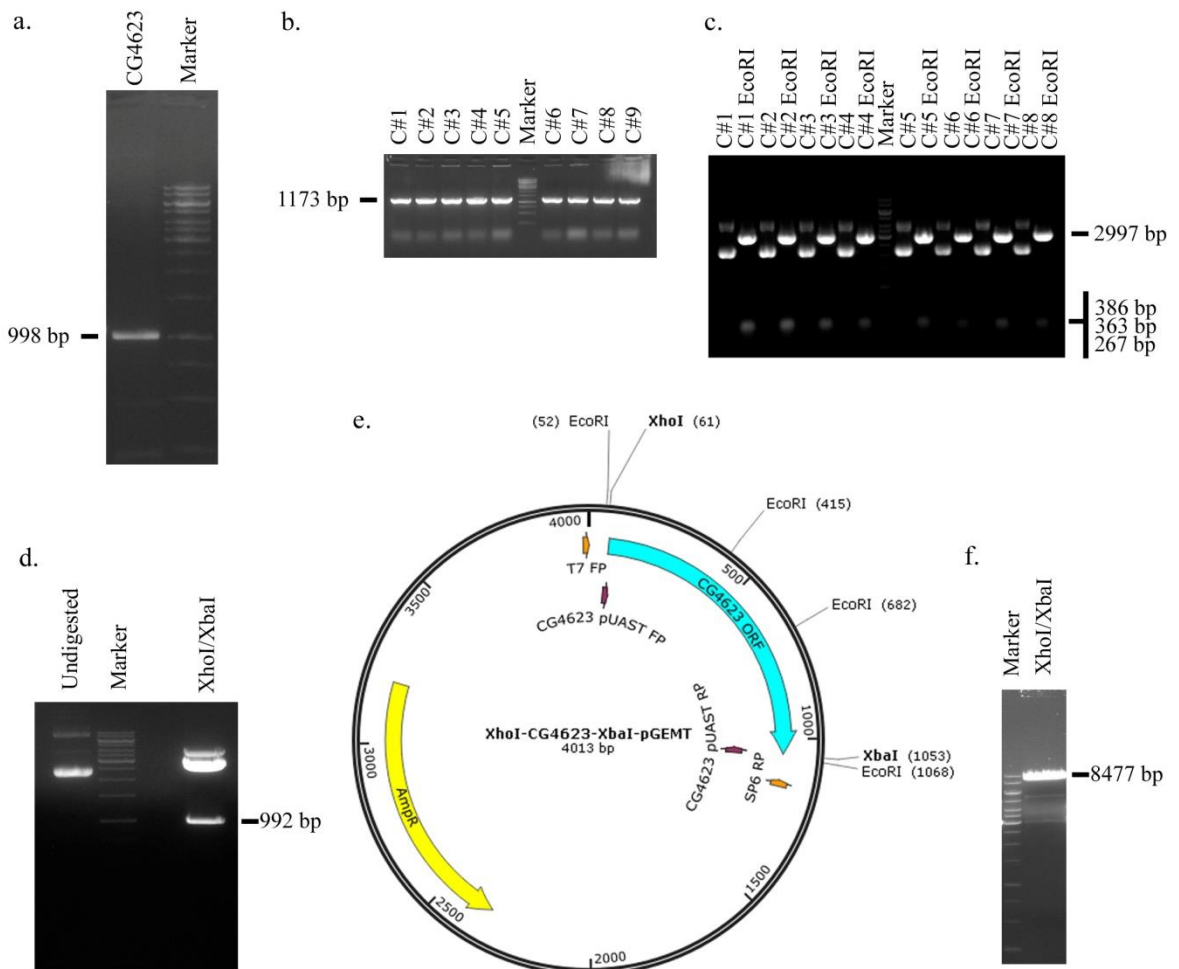 a.
CG4623
Marker
998 bp
b.
C#1
C#2
C#3
C#4
C#5
Marker
C#6
C#7
C#8
C#9
1173 bp
c.
C#1
C#1 EcoRI
C#2
C#2 EcoRI
C#3
C#3 EcoRI
C#4
C#4 EcoRI
Marker
C#5
C#5 EcoRI
C#6
C#6 EcoRI
C#7
C#7 EcoRI
C#8
C#8 EcoRI
2997 bp
386 bp
363 bp
267 bp
d.
Undigested
Marker
XhoI/XbaI
992 bp
e.
(52) EcoRI
XhoI (61)
EcoRI (415)
EcoRI (682)
XbaI (1053)
EcoRI (1068)
4000
500
1000
1500
2000
2500
3000
3500
T7 FP
CG4623 pUAST FP
CG4623 ORF
CG4623 pUAST RP
SP6 RP
AmpR
XhoI-CG4623-XbaI-pGEMT
4013 bp
f.
Marker
XhoI/XbaI
8477 bp